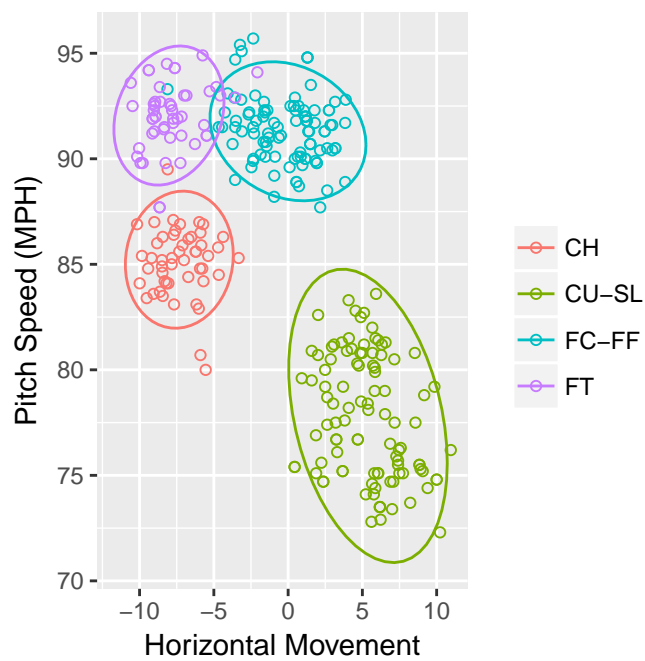 95
90
85
80
75
70
−10
−5
0
5
10
Horizontal Movement
Pitch Speed (MPH)
CH
CU−SL
FC−FF
FT